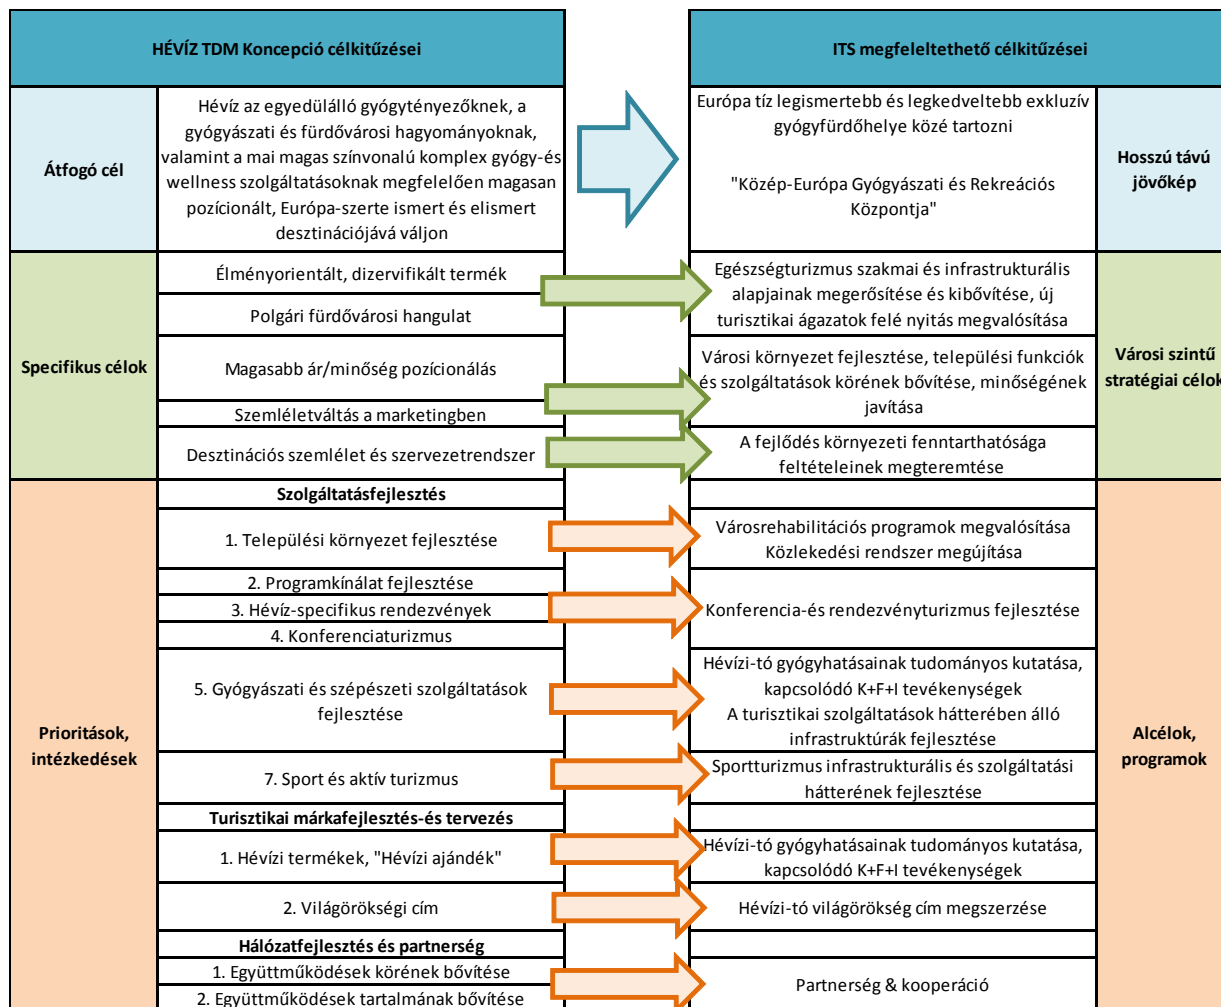 HÉVÍZ TDM Koncepció célkitűzései
ITS megfeleltethető célkitűzései
Átfogó cél
Hévíz az egyedülálló gyógytényezőknek, a
gyógyászati és fürdővárosi hagyományoknak,
valamint a mai magas színvonalú komplex gyógy-és
wellness szolgáltatásoknak megfelelően magasan
pozícionált, Európa-szerte ismert és elismert
desztinációjává váljon
Európa tíz legismertebb és legkedveltebb exkluzív
gyógyfürdőhelye közé tartozni
"Közép-Európa Gyógyászati és Rekreációs
Központja"
Hosszú távú
jövőkép
Specifikus célok
Élményorientált, dizervifikált termék
Polgári fürdővárosi hangulat
Egészségturizmus szakmai és infrastrukturális
alapjainak megerősítése és kibővítése, új
turisztikai ágazatok felé nyitás megvalósítása
Városi szintű
stratégiai célok
Magasabb ár/minőség pozícionálás
Szemléletváltás a marketingben
Városi környezet fejlesztése, települési funkciók
és szolgáltatások körének bővítése, minőségének
javítása
Desztinációs szemlélet és szervezetrendszer
A fejlődés környezeti fenntarthatósága
feltételeinek megteremtése
Prioritások,
intézkedések
Szolgáltatásfejlesztés
Alcélok,
programok
1. Települési környezet fejlesztése
Városrehabilitációs programok megvalósítása
Közlekedési rendszer megújítása
2. Programkínálat fejlesztése
3. Hévíz-specifikus rendezvények
4. Konferenciaturizmus
Konferencia-és rendezvényturizmus fejlesztése
5. Gyógyászati és szépészeti szolgáltatások
fejlesztése
Hévízi-tó gyógyhatásainak tudományos kutatása,
kapcsolódó K+F+I tevékenységek
A turisztikai szolgáltatások hátterében álló
infrastruktúrák fejlesztése
7. Sport és aktív turizmus
Sportturizmus infrastrukturális és szolgáltatási
hátterének fejlesztése
Turisztikai márkafejlesztés-és tervezés
1. Hévízi termékek, "Hévízi ajándék"
Hévízi-tó gyógyhatásainak tudományos kutatása,
kapcsolódó K+F+I tevékenységek
2. Világörökségi cím
Hévízi-tó világörökség cím megszerzése
Hálózatfejlesztés és partnerség
1. Együttműködések körének bővítése
2. Együttműködések tartalmának bővítése
Partnerség & kooperáció